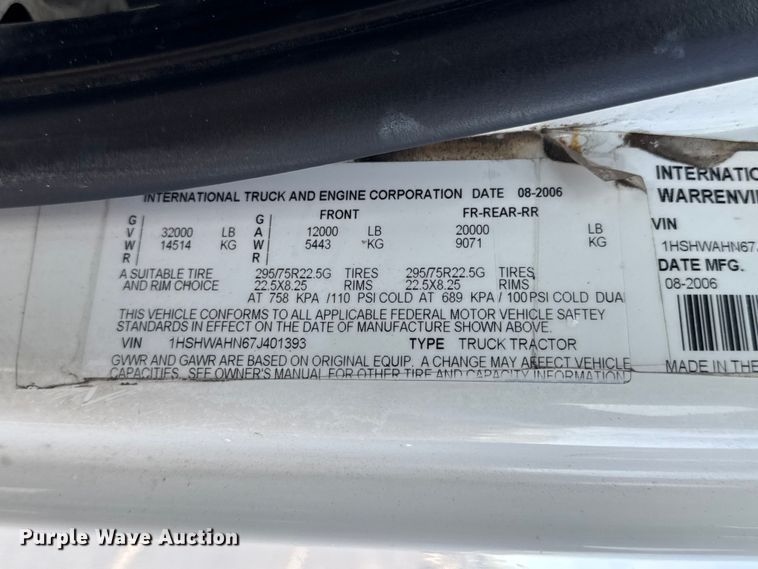 INTERNATIONAL TRUCK AND ENGINE CORPORATION DATE 08-2006
G V W R 32000 LB 14514 KG
G A W R FRONT 12000 LB 5443 KG
FR-REAR-RR 20000 LB 9071 KG
A SUITABLE TIRE AND RIM CHOICE
295/75R22.5G TIRES 295/75R22.5G TIRES
22.5X8.25 RIMS 22.5X8.25 RIMS
AT 758 KPA /110 PSI COLD AT 689 KPA / 100 PSI COLD DUAL
THIS VEHICLE CONFORMS TO ALL APPLICABLE FEDERAL MOTOR VEHICLE SAFTEY
STANDARDS IN EFFECT ON THE DATE OF MANUFACTURE SHOWN ABOVE.
VIN 1HSHWAHN67J401393 TYPE TRUCK TRACTOR
GVWR AND GAWR ARE BASED ON ORIGINAL EQUIP. A CHANGE MAY AFFECT VEHICLE
CAPACITIES. SEE OWNER'S MANUAL FOR OTHER TIRE AND CAPACITY INFORMATION
INTERNATIO
WARRENVI
VIN
1HSHWAHN67J
DATE MFG.
08-2006
MADE IN THE
Purple Wave Auction